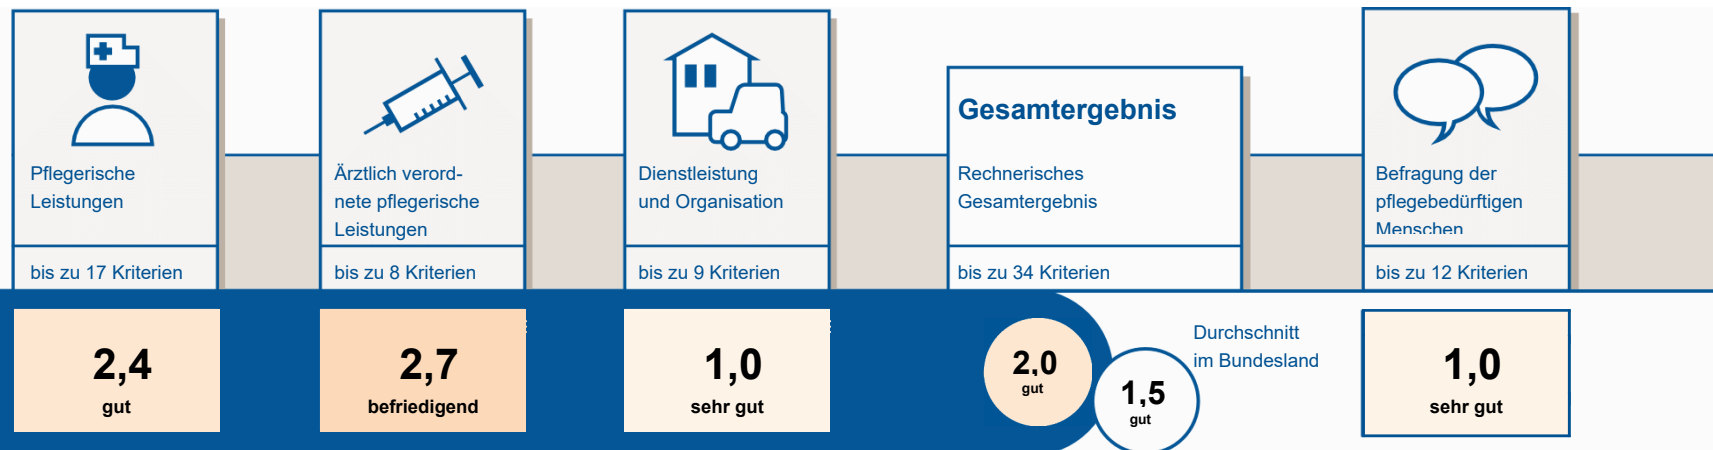 Pflegerische
Leistungen
bis zu 17 Kriterien
2,4
gut
Ärztlich verord-
nete pflegerische
Leistungen
bis zu 8 Kriterien
2,7
befriedigend
Dienstleistung
und Organisation
bis zu 9 Kriterien
1,0
sehr gut
Gesamtergebnis
Rechnerisches
Gesamtergebnis
bis zu 34 Kriterien
2,0
gut
Durchschnitt
im Bundesland
1,5
gut
Befragung der
pflegebedürftigen
Menschen
bis zu 12 Kriterien
1,0
sehr gut